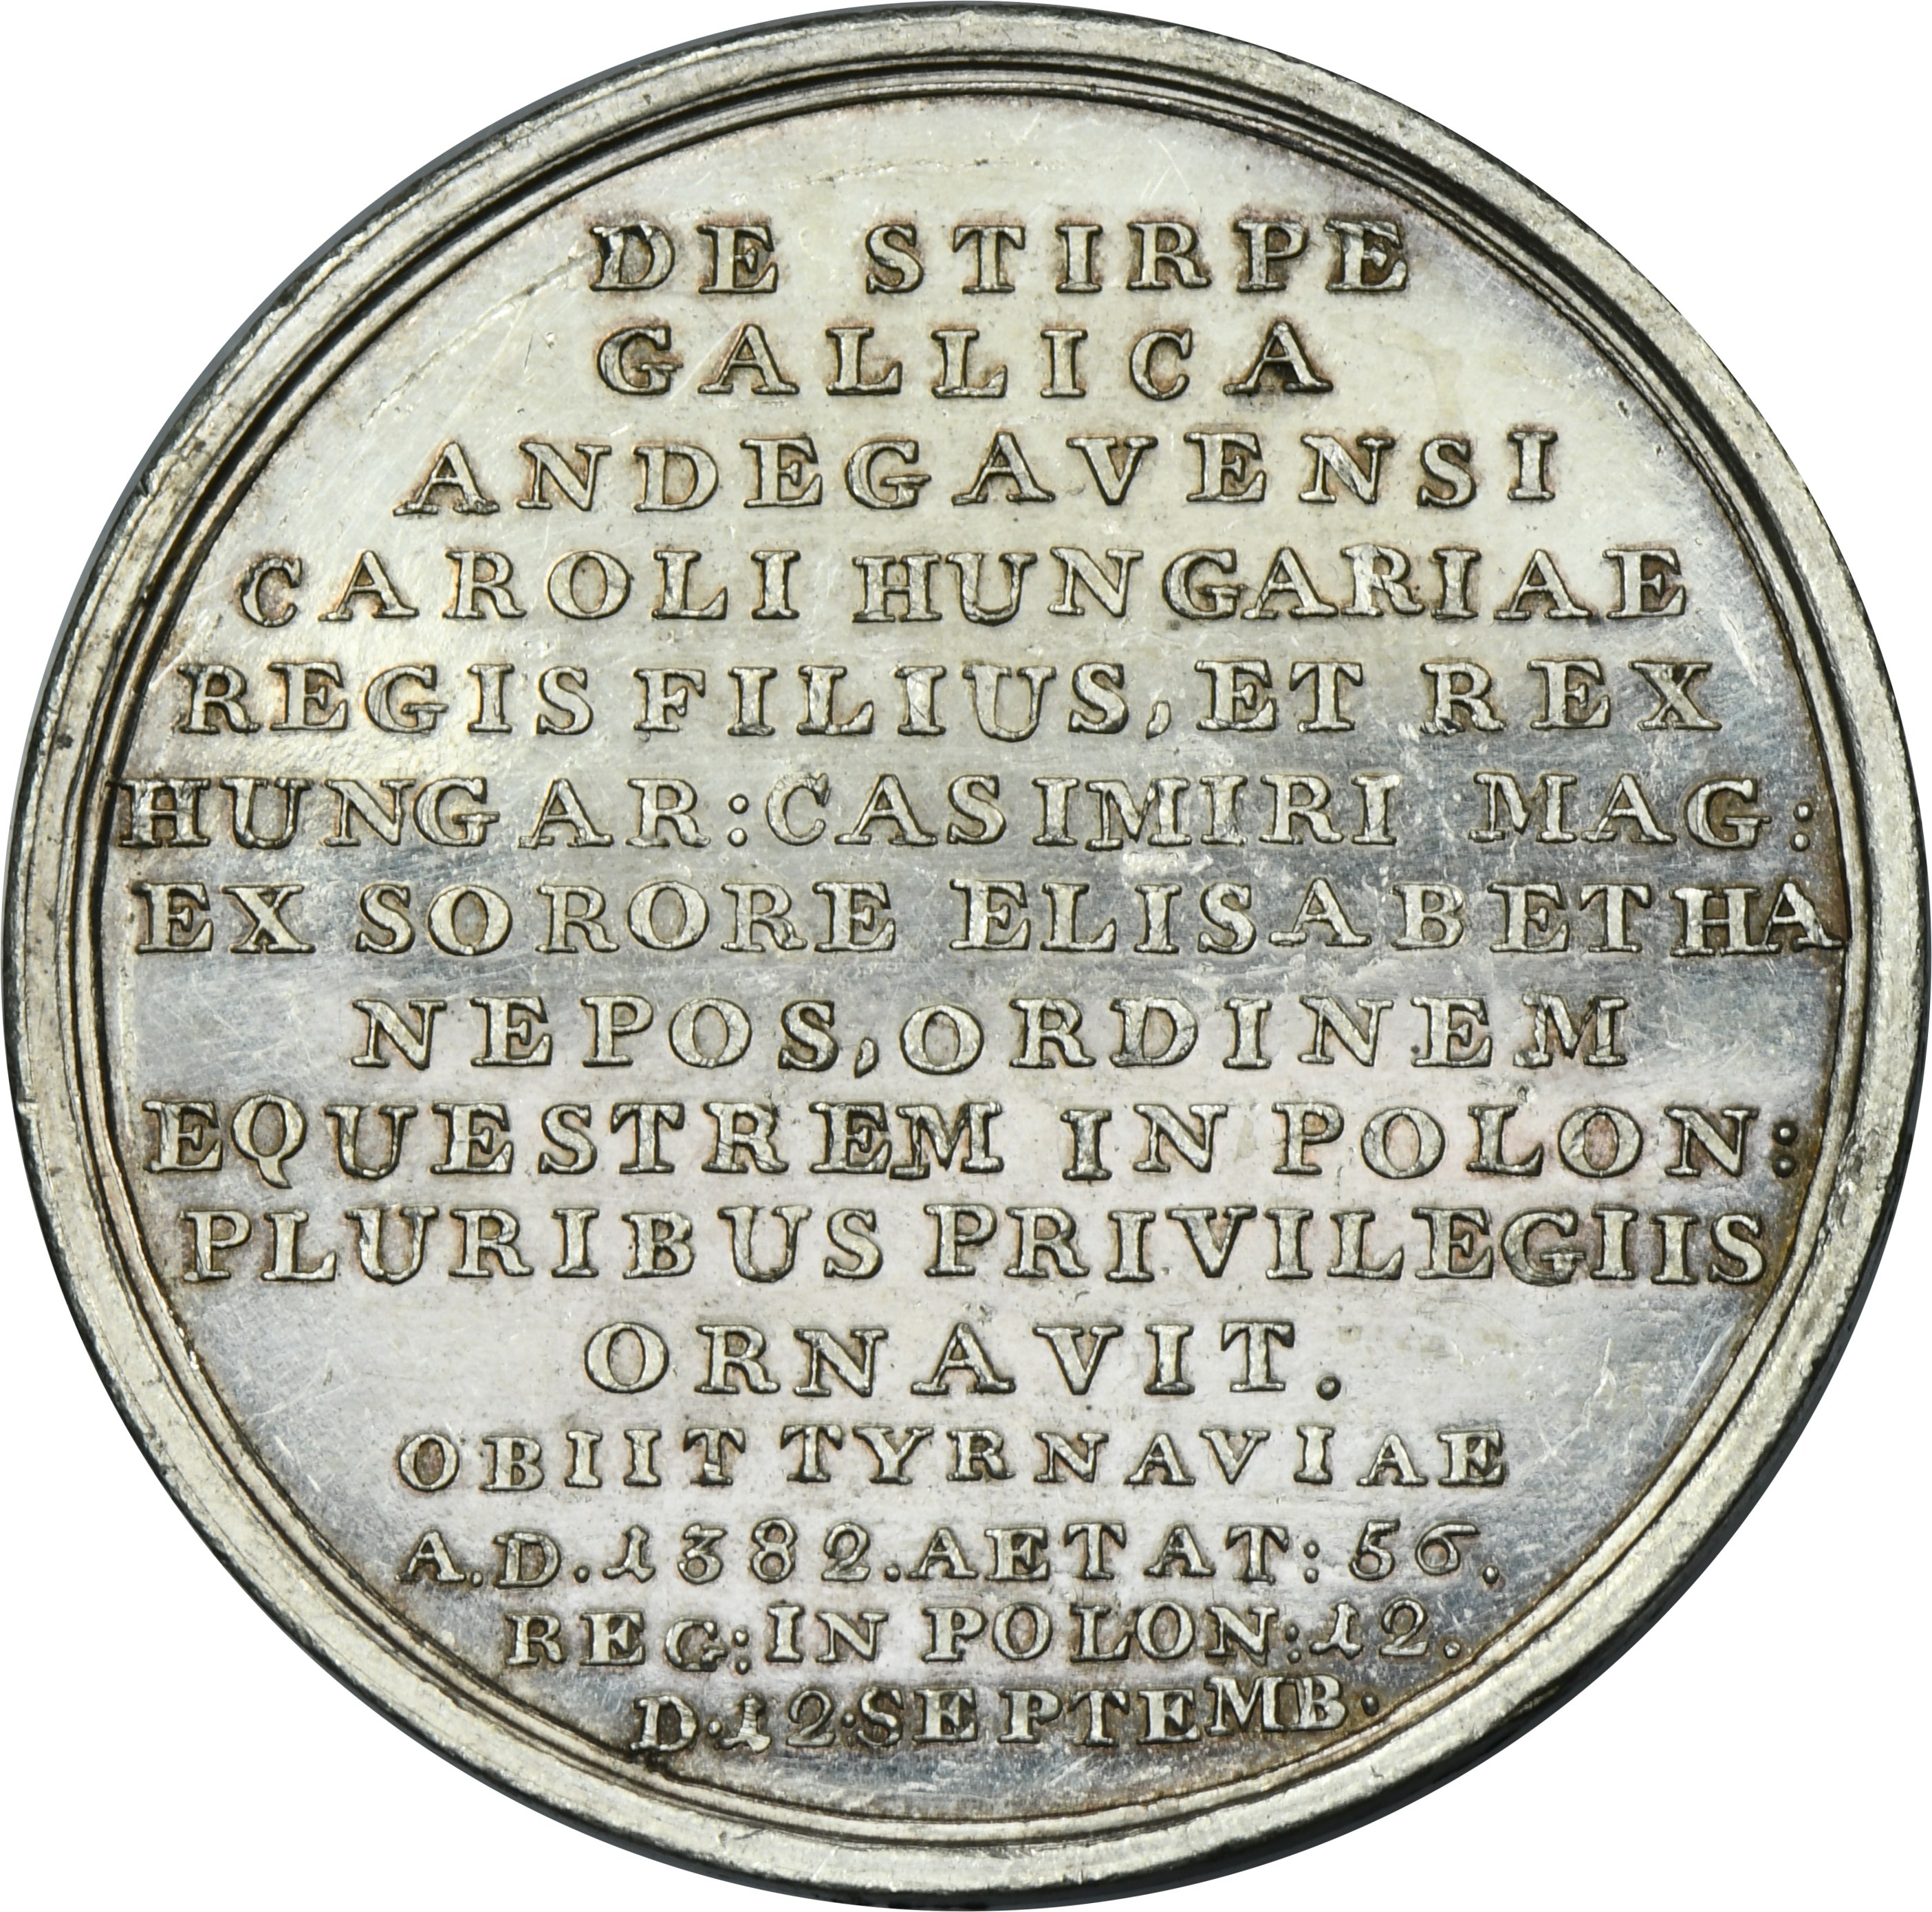 DE STIRPE
GALLICA
ANDEGAVENSI
CAROLI HUNGARIAE
REGIS FILIUS, ET REX
HUNGAR: CASIMIRI MAG:
EX SORORE ELISABETHA
NEPOS, ORDINEM
EQUESTREM IN POLON:
PLURIBUS PRIVILEGIIS
ORNAVIT.
OBIIT TYRNAVIAE
A.D. 1382. AETAT: 56.
REG: IN POLON: 12.
D. 12. SEPTEMB.